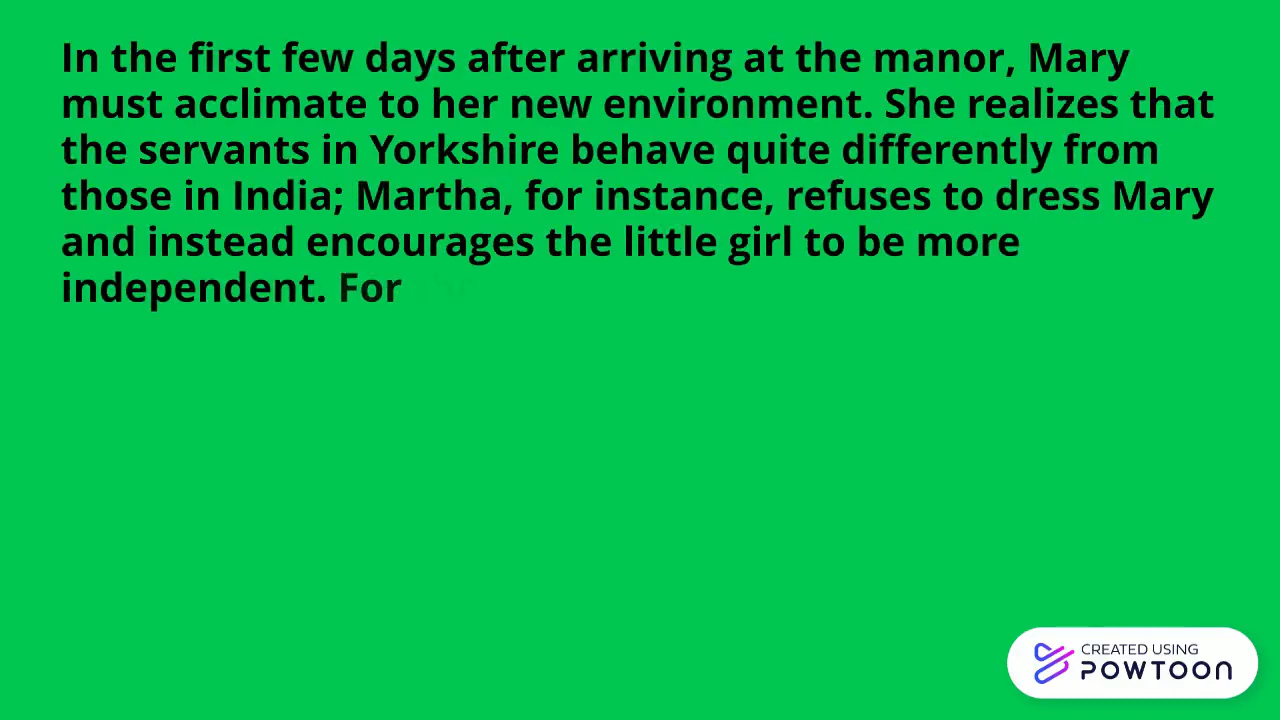 In the first few days after arriving at the manor, Mary
must acclimate to her new environment. She realizes that
the servants in Yorkshire behave quite differently from
those in India; Martha, for instance, refuses to dress Mary
and instead encourages the little girl to be more
independent. For
CREATED USING
POWTOON